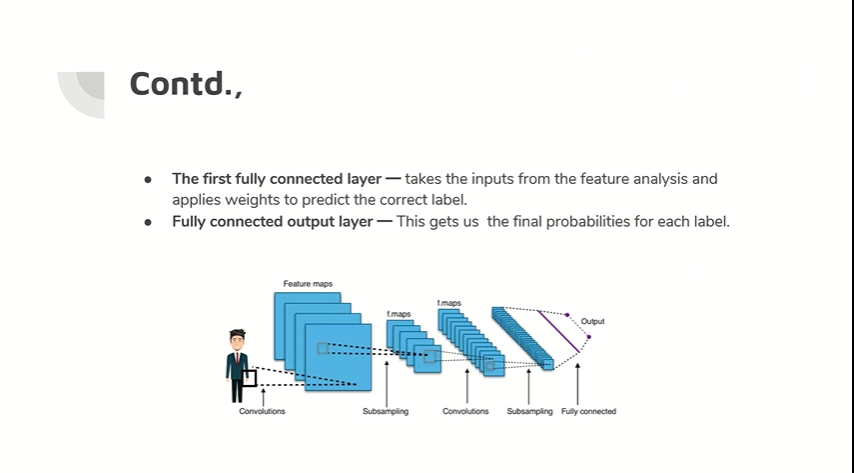 Contd.,
● The first fully connected layer — takes the inputs from the feature analysis and
applies weights to predict the correct label.
● Fully connected output layer — This gets us  the final probabilities for each label.
Feature maps
f.maps
f.maps
Output
Convolutions
Subsampling
Convolutions
Subsampling
Fully connected